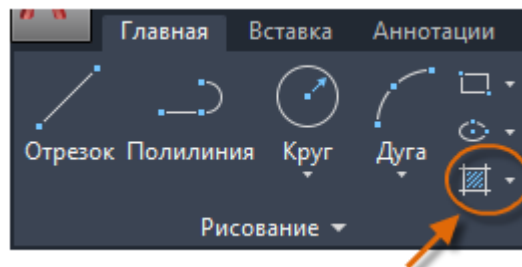 Главная Вставка Аннотации
Отрезок Полилиния Круг Дуга
Рисование